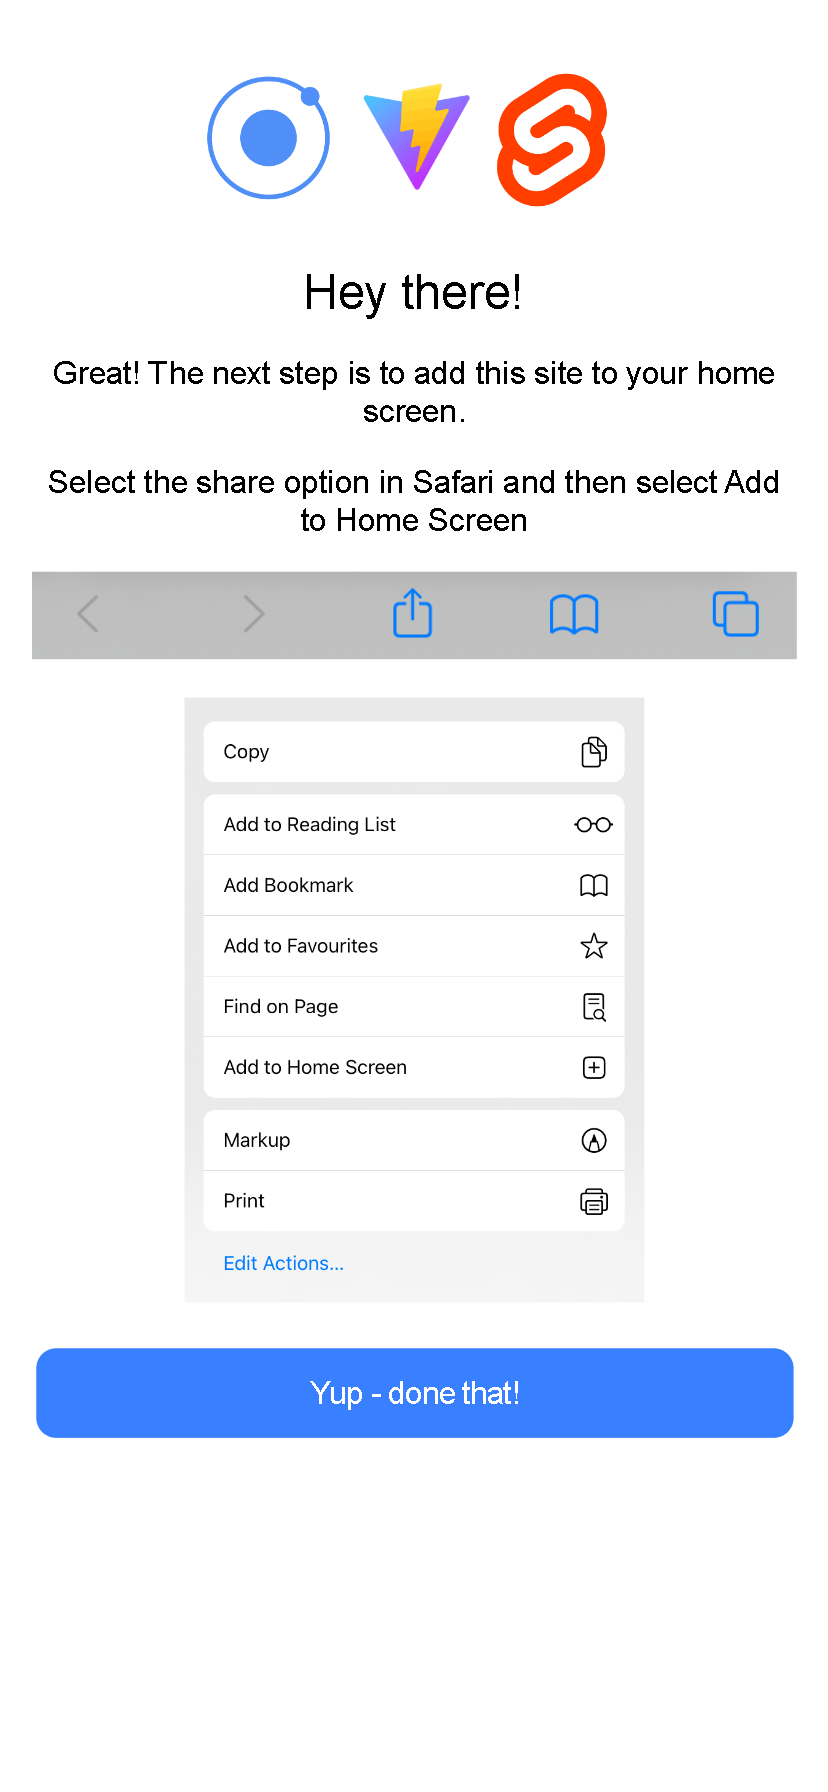 Hey there!
Great! The next step is to add this site to your home
screen.
Select the share option in Safari and then select Add
to Home Screen
Copy
Add to Reading List
Add Bookmark
Add to Favourites
Find on Page
Add to Home Screen
Markup
Print
Edit Actions...
Yup - done that!